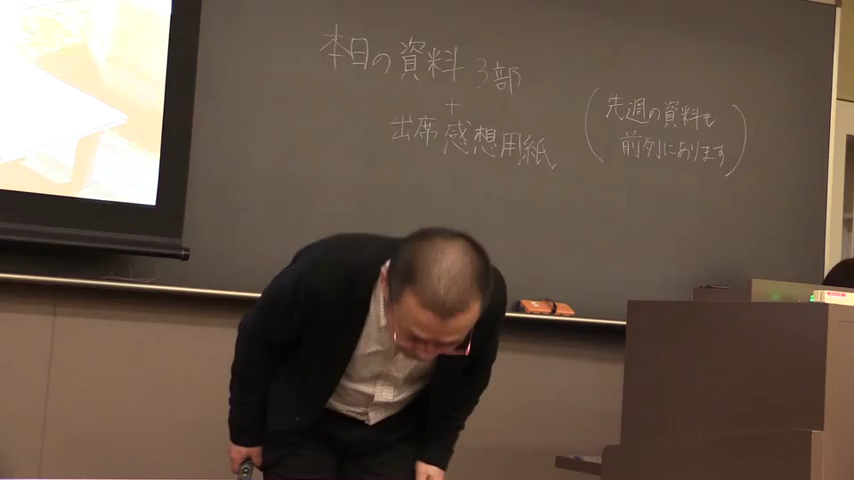 本日の資料 3部
+
出席感想用紙
(先週の資料も
前列にあります)